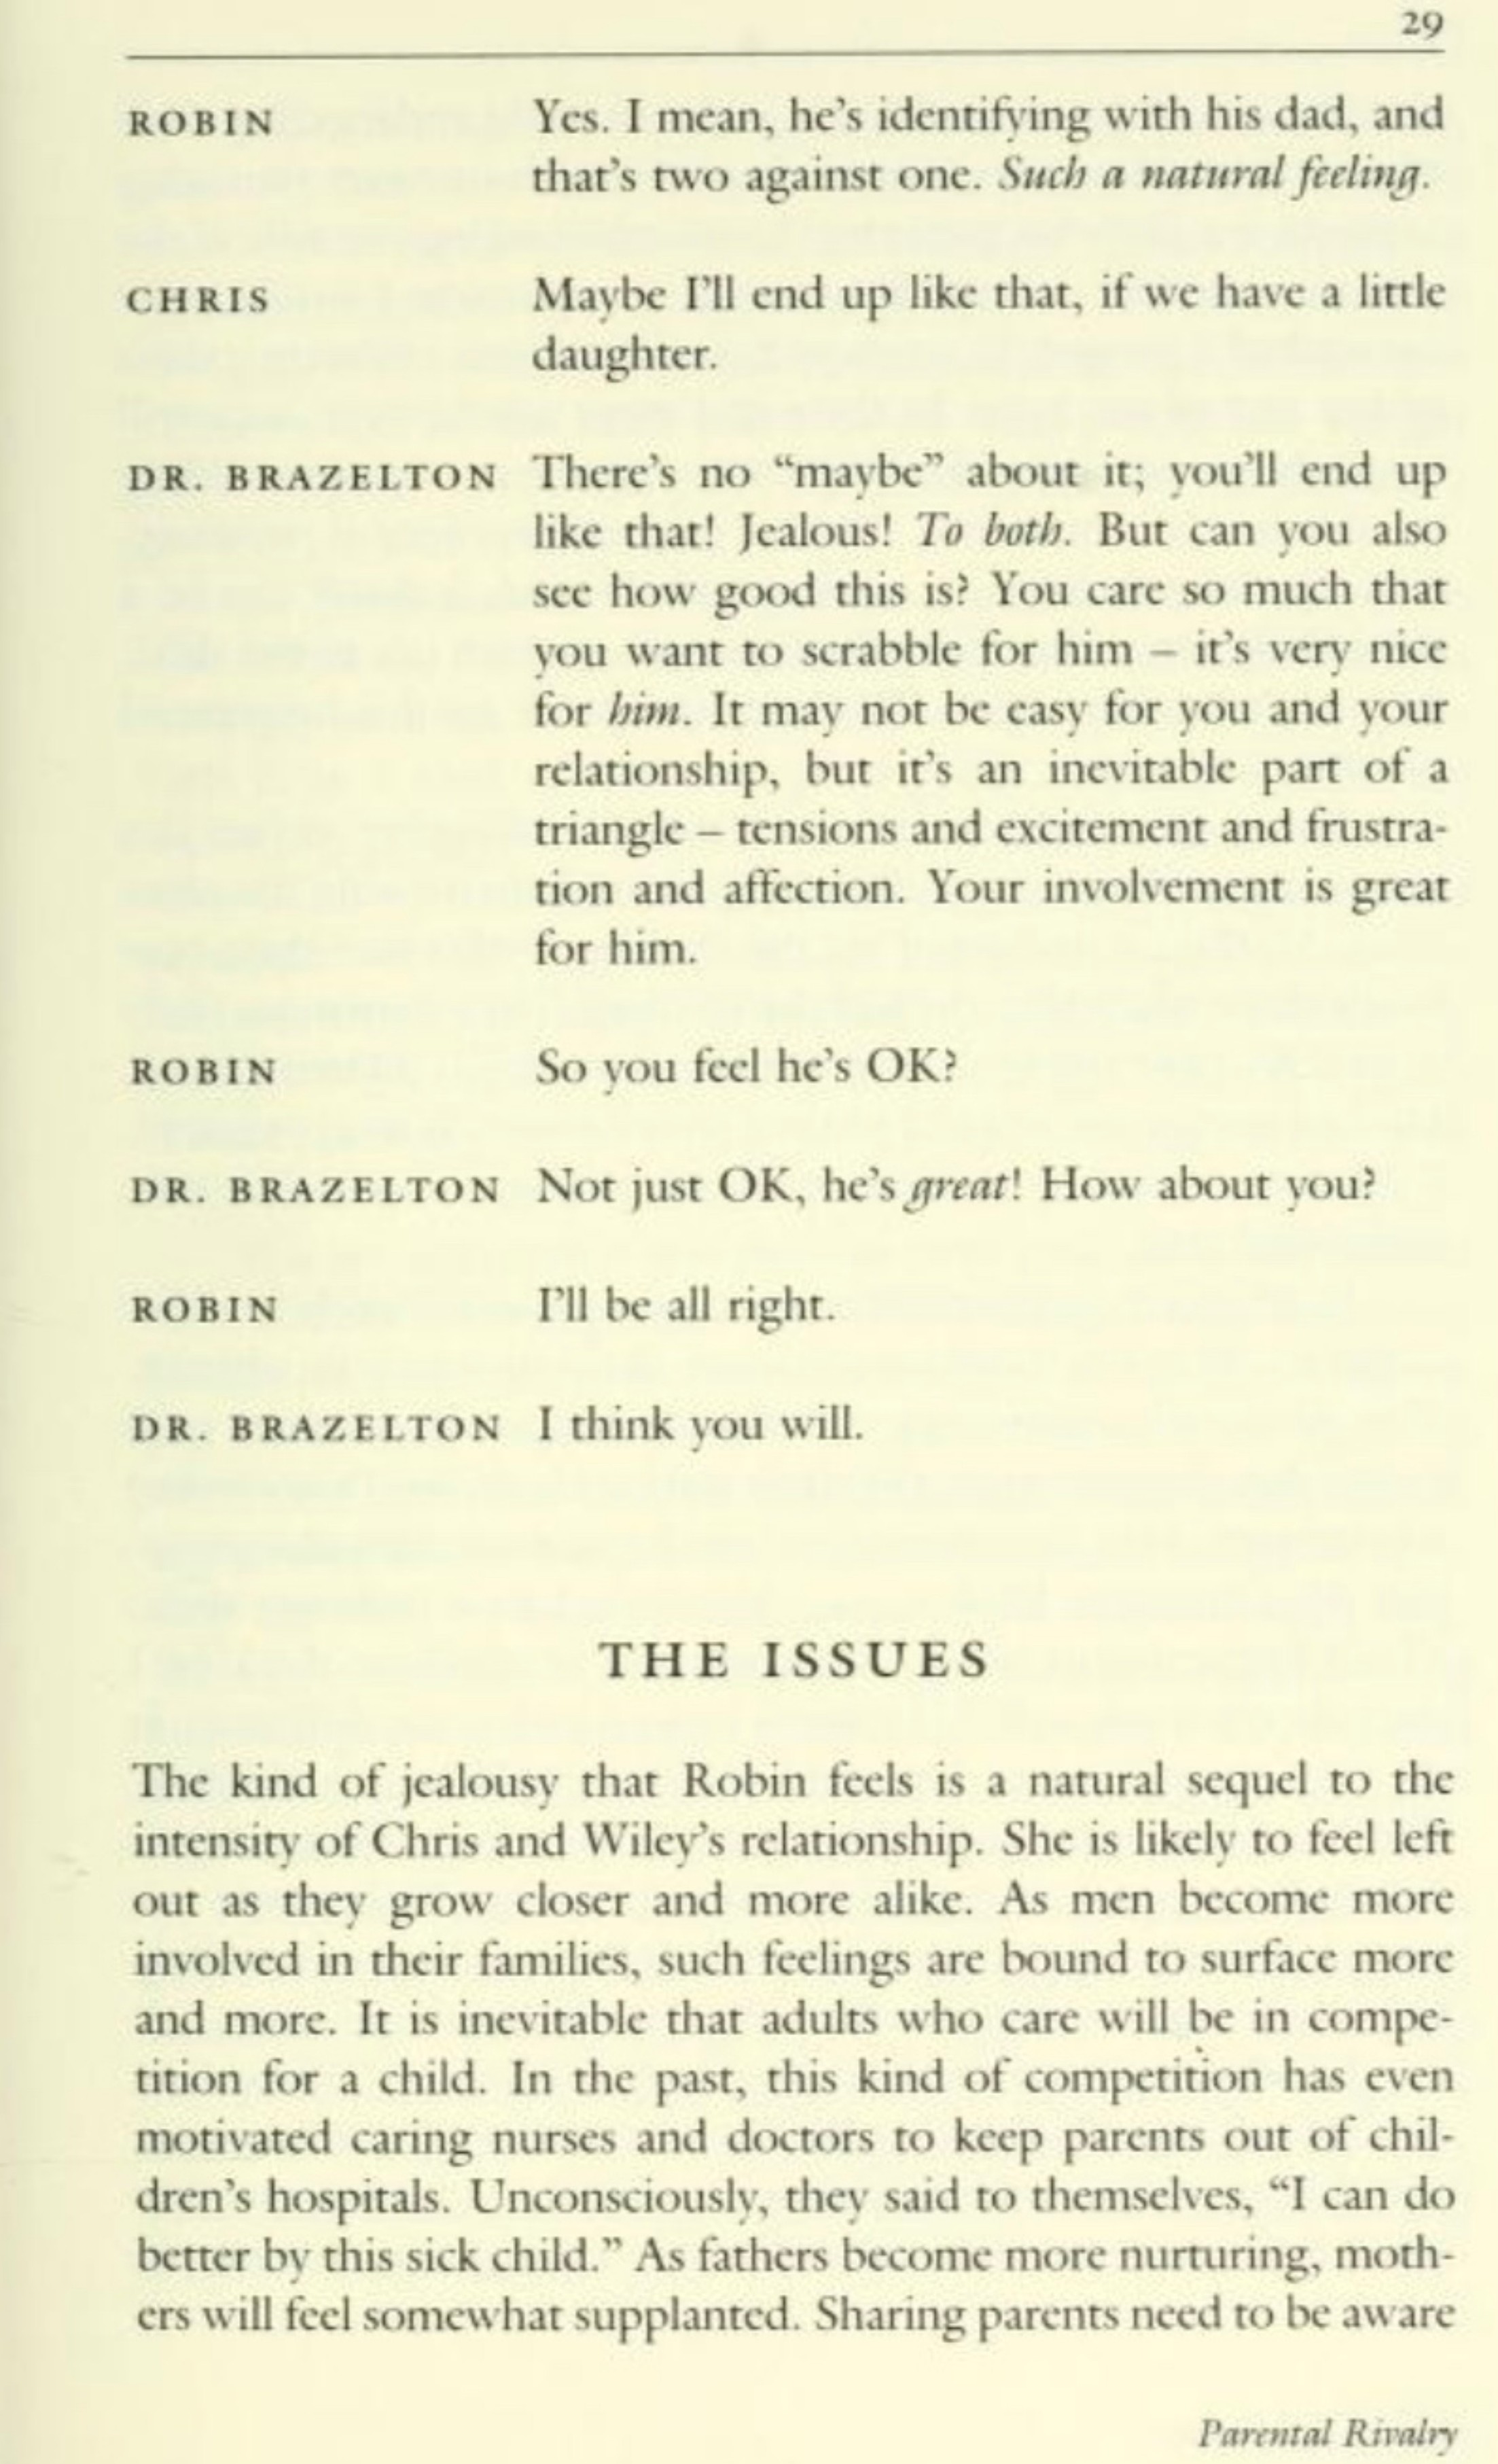 29
ROBIN Yes. I mean, he's identifying with his dad, and
that's two against one. Such a natural feeling.
CHRIS Maybe I'll end up like that, if we have a little
daughter.
DR. BRAZELTON There's no “maybe” about it; you'll end up
like that! Jealous! To both. But can you also
see how good this is? You care so much that
you want to scrabble for him – it's very nice
for him. It may not be easy for you and your
relationship, but it's an inevitable part of a
triangle – tensions and excitement and frustra-
tion and affection. Your involvement is great
for him.
ROBIN So you feel he's OK?
DR. BRAZELTON Not just OK, he's great! How about you?
ROBIN I'll be all right.
DR. BRAZELTON I think you will.
THE ISSUES
The kind of jealousy that Robin feels is a natural sequel to the
intensity of Chris and Wiley's relationship. She is likely to feel left
out as they grow closer and more alike. As men become more
involved in their families, such feelings are bound to surface more
and more. It is inevitable that adults who care will be in compe-
tition for a child. In the past, this kind of competition has even
motivated caring nurses and doctors to keep parents out of chil-
dren's hospitals. Unconsciously, they said to themselves, “I can do
better by this sick child.” As fathers become more nurturing, moth-
ers will feel somewhat supplanted. Sharing parents need to be aware
Parental Rivalry